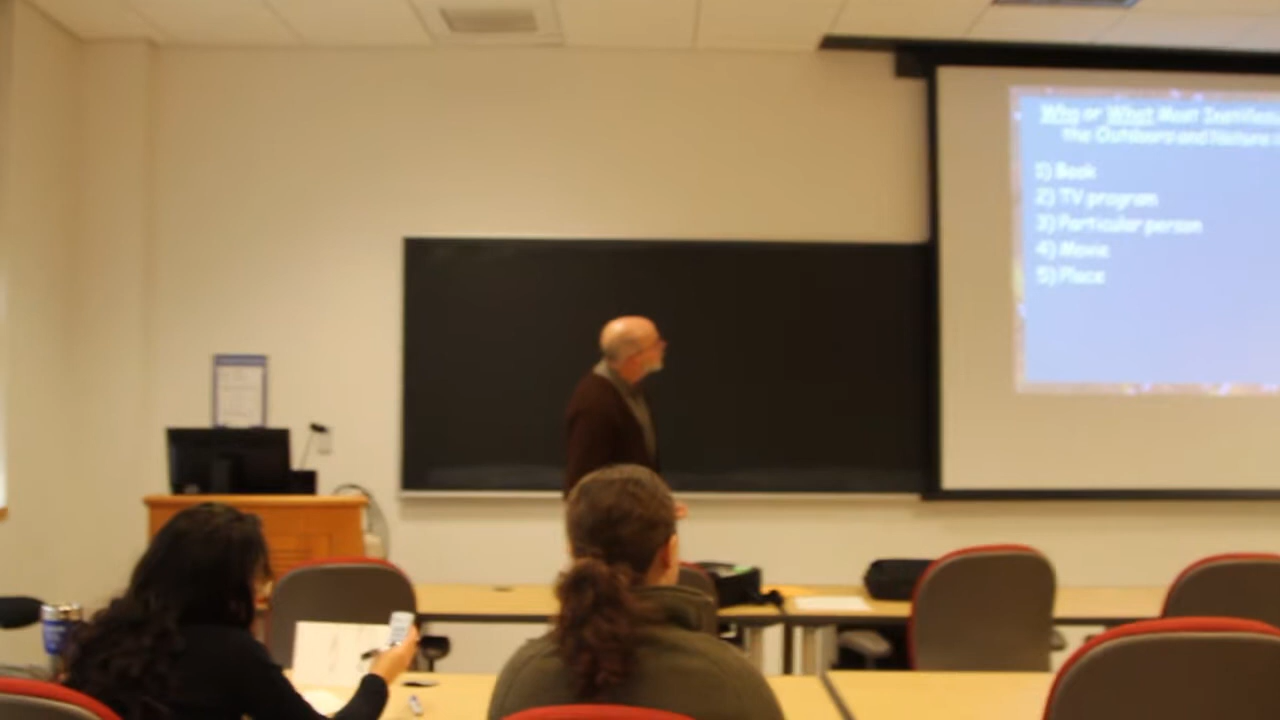 Who or What Most
the Outdoors and Nature
1) Book
2) TV program
3) Particular person
4) Movie
5) Place